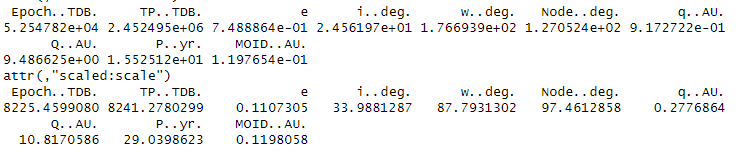 Epoch..TDB. TP..TDB. e i..deg. w..deg. Node..deg. q..AU.
5.254782e+04 2.452495e+06 7.488864e-01 2.456197e+01 1.766939e+02 1.270524e+02 9.172722e-01
Q..AU. P..yr. MOID..AU.
9.486625e+00 1.552512e+01 1.197654e-01
attr(,"scaled:scale")
Epoch..TDB. TP..TDB. e i..deg. w..deg. Node..deg. q..AU.
8225.4599080 8241.2780299 0.1107305 33.9881287 87.7931302 97.4612858 0.2776864
Q..AU. P..yr. MOID..AU.
10.8170586 29.0398623 0.1198058